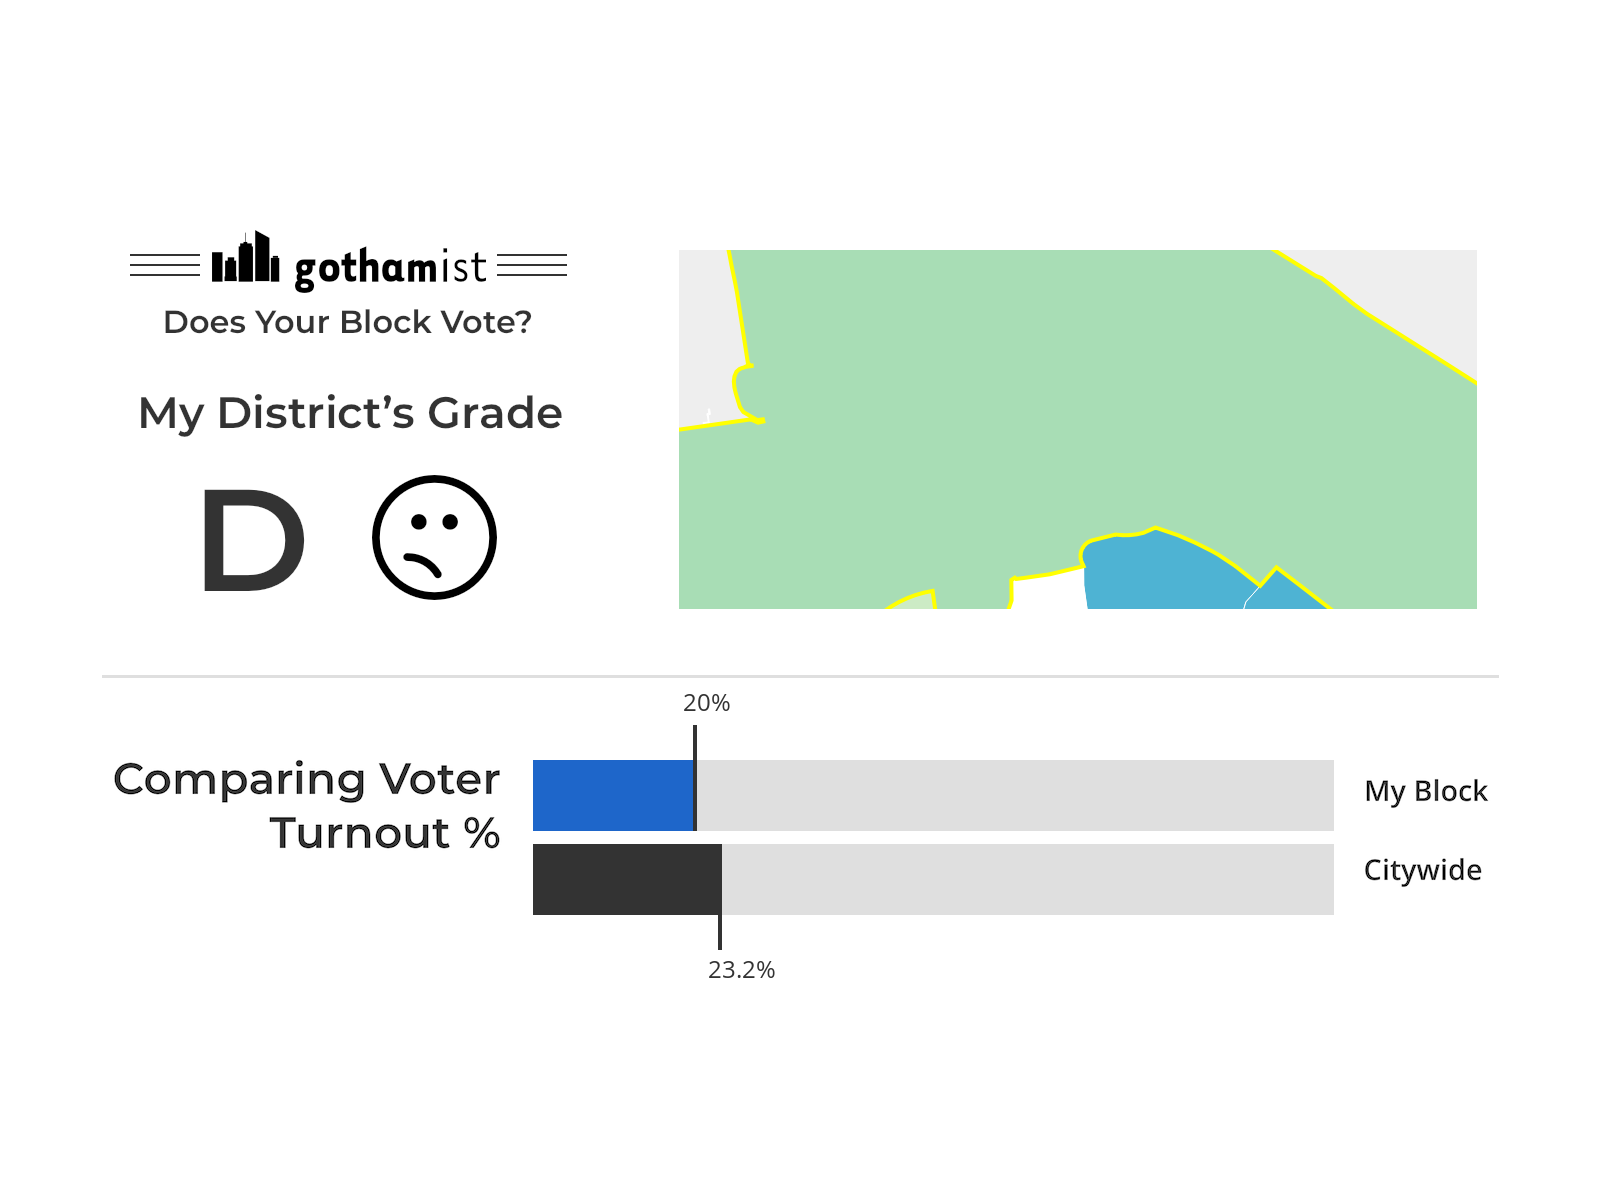 gothamist
Does Your Block Vote?
My District’s Grade
D
20%
Comparing Voter
Turnout %
My Block
Citywide
23.2%